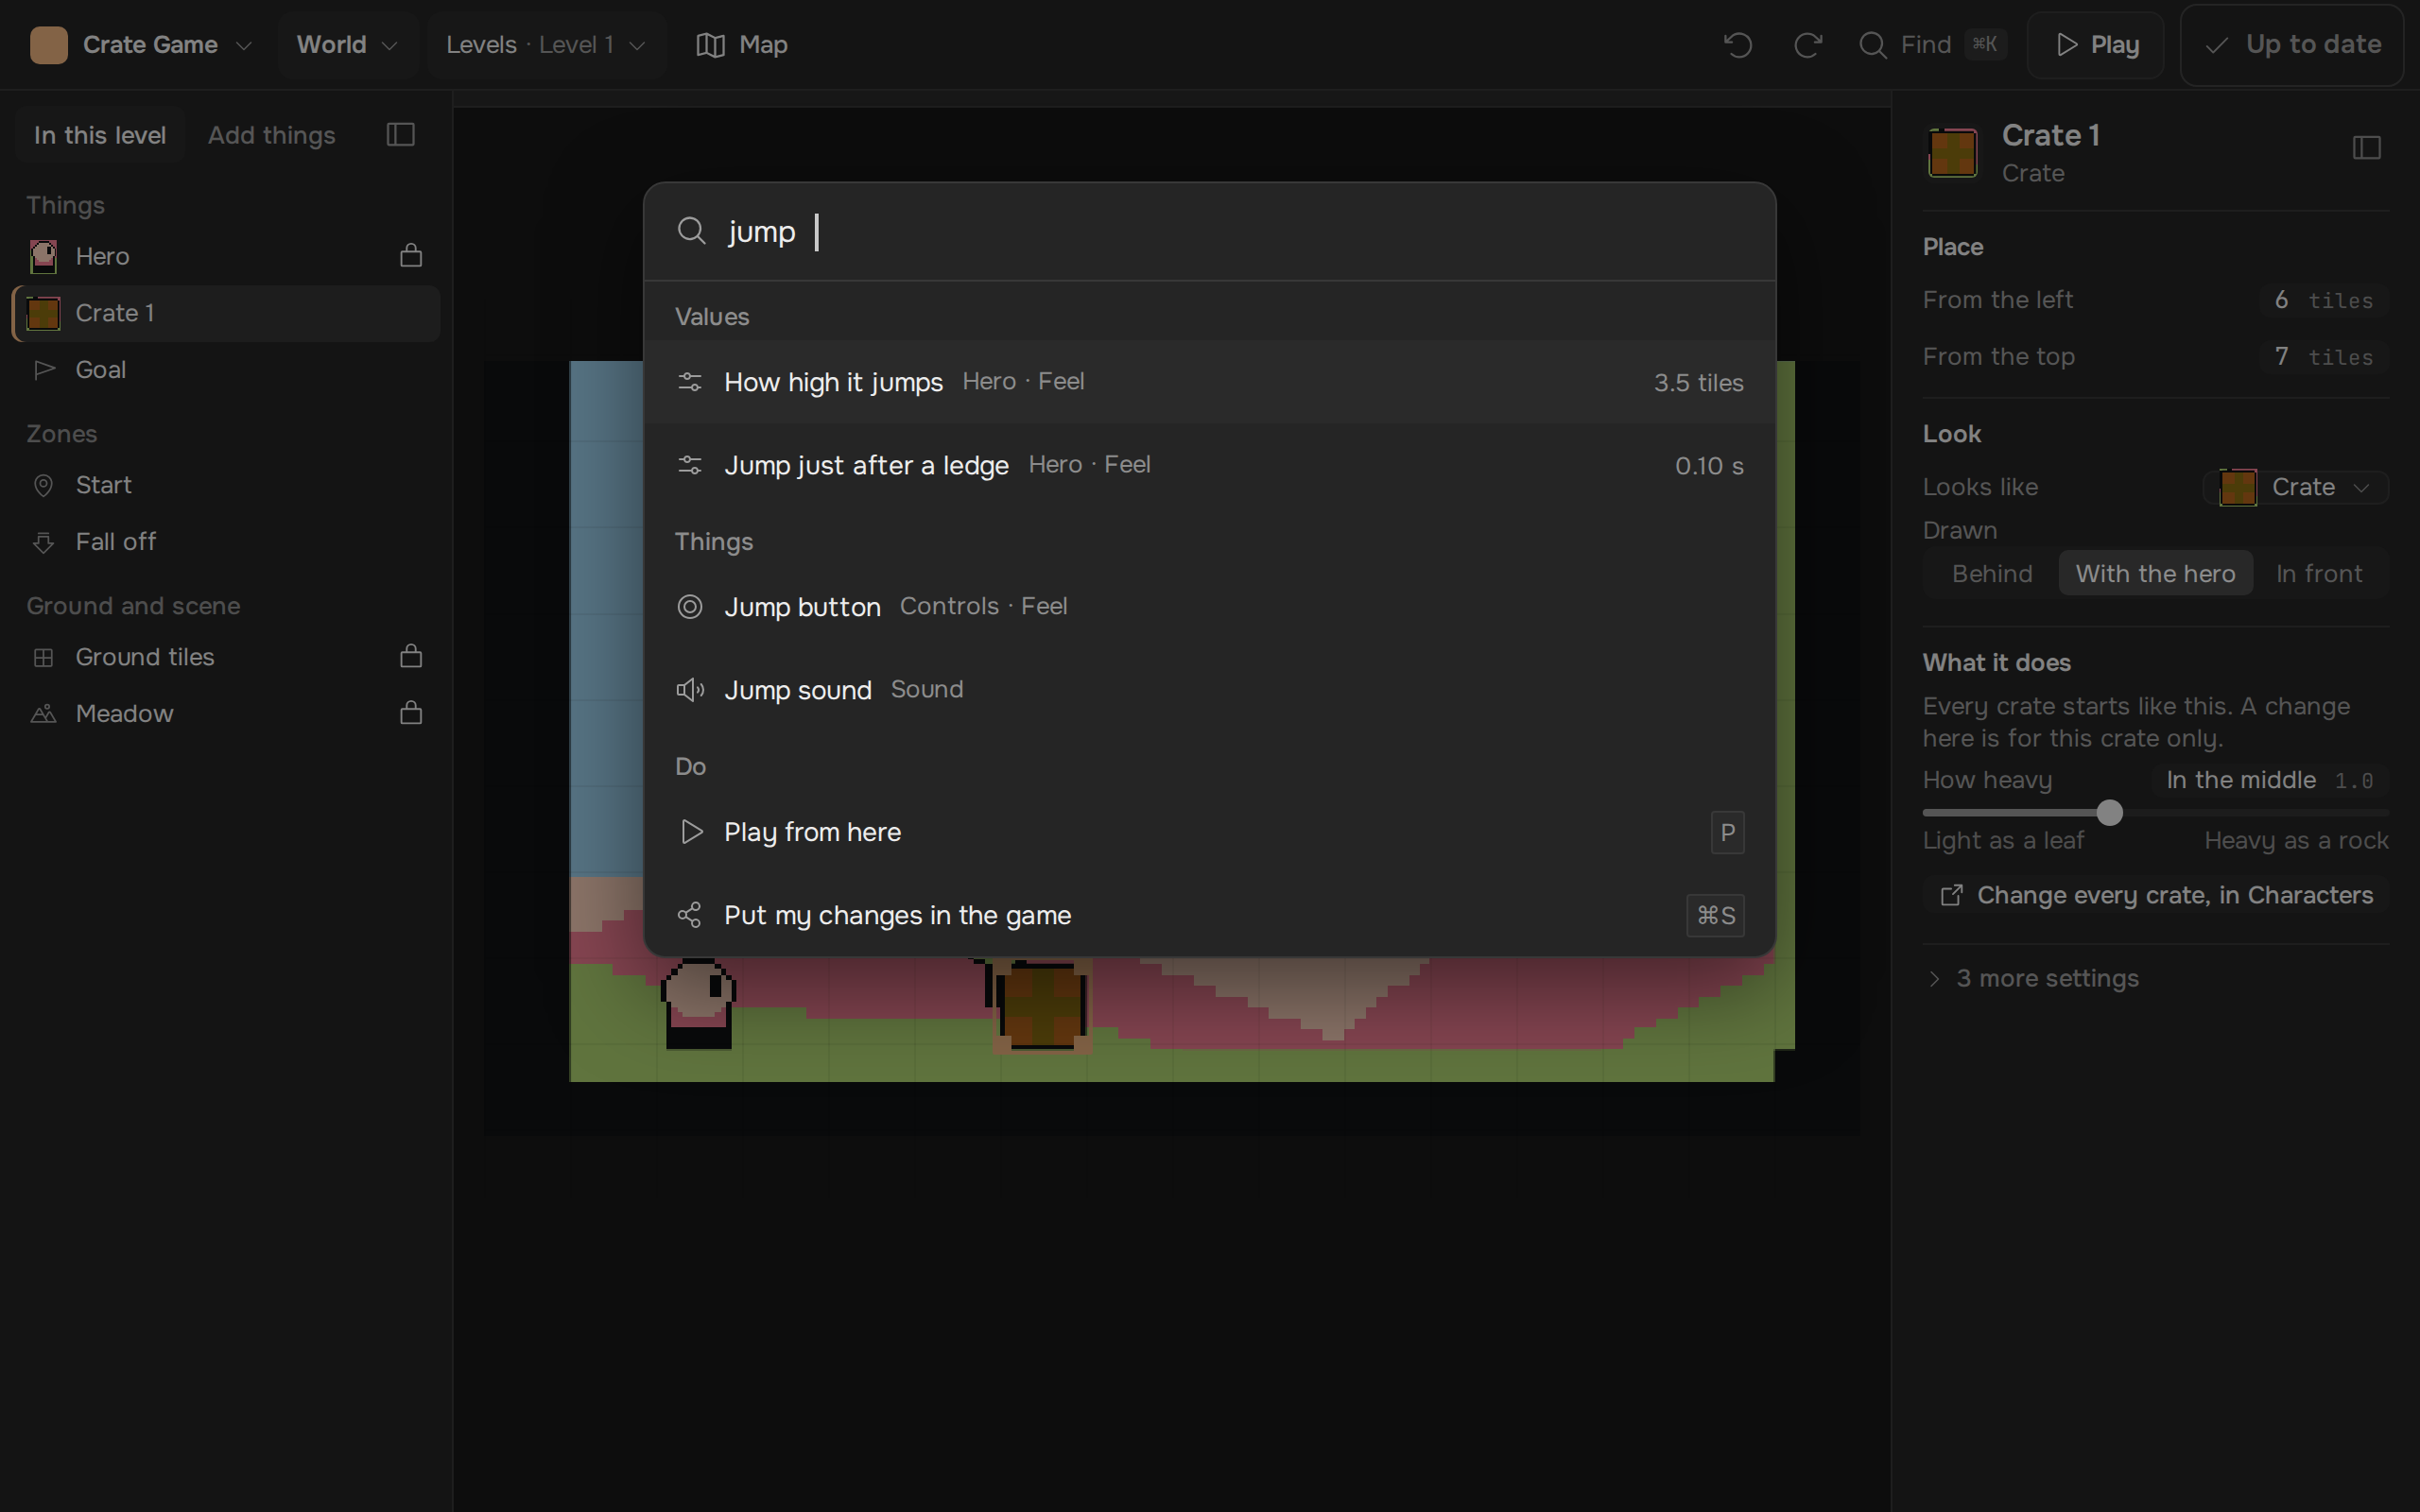 Crate Game
World
Levels · Level 1
Map
Find ⌘K
Play
Up to date
In this level
Add things
Things
Hero
Crate 1
Goal
Zones
Start
Fall off
Ground and scene
Ground tiles
Meadow
jump
Values
How high it jumps Hero · Feel 3.5 tiles
Jump just after a ledge Hero · Feel 0.10 s
Things
Jump button Controls · Feel
Jump sound Sound
Do
Play from here P
Put my changes in the game ⌘S
Crate 1
Crate
Place
From the left 6 tiles
From the top 7 tiles
Look
Looks like Crate
Drawn
Behind With the hero In front
What it does
Every crate starts like this. A change
here is for this crate only.
How heavy In the middle 1.0
Light as a leaf Heavy as a rock
Change every crate, in Characters
3 more settings